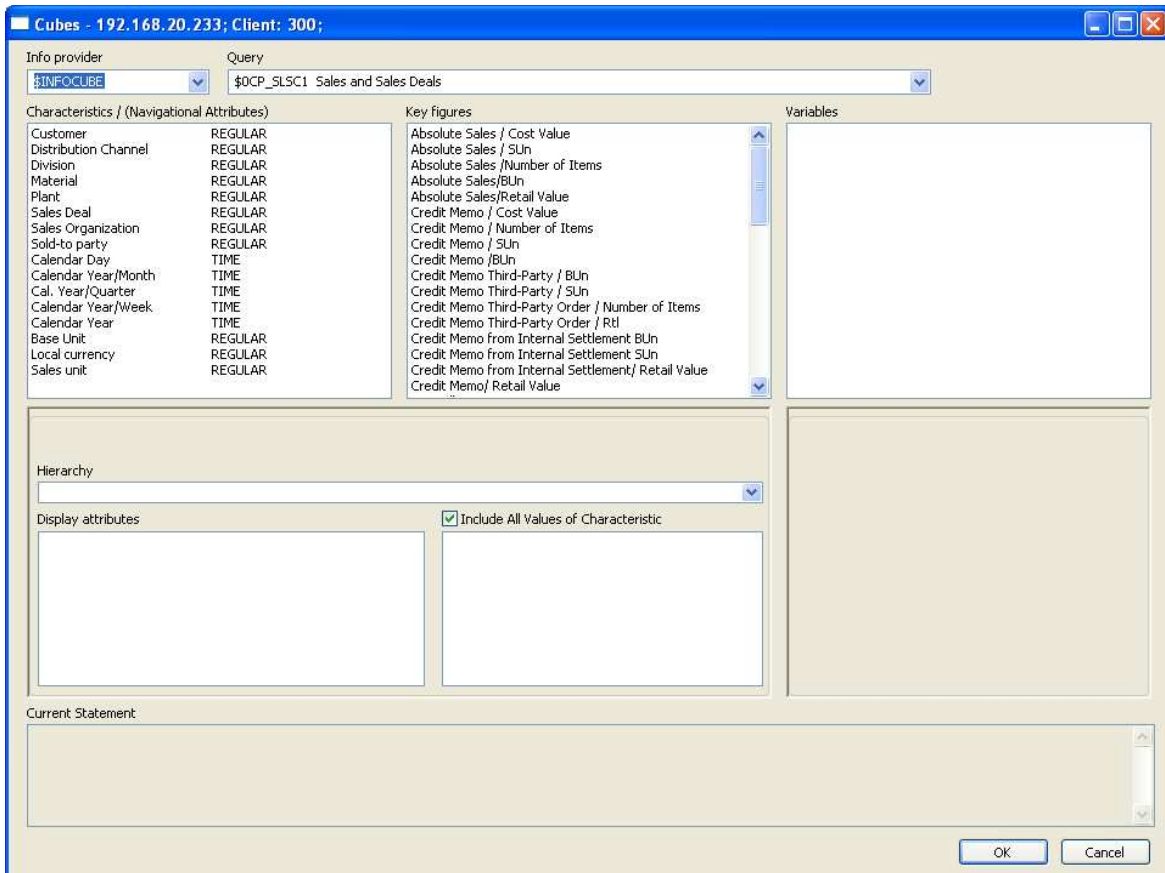 Cubes - 192.168.20.233; Client: 300;
Info provider Query
$INFOCUBE $0CP_SLSC1 Sales and Sales Deals
Characteristics / (Navigational Attributes) Key figures Variables
Customer REGULAR
Distribution Channel REGULAR
Division REGULAR
Material REGULAR
Plant REGULAR
Sales Deal REGULAR
Sales Organization REGULAR
Sold-to party REGULAR
Calendar Day TIME
Calendar Year/Month TIME
Cal. Year/Quarter TIME
Calendar Year/Week TIME
Calendar Year TIME
Base Unit REGULAR
Local currency REGULAR
Sales unit REGULAR
Absolute Sales / Cost Value
Absolute Sales / SUn
Absolute Sales /Number of Items
Absolute Sales/BUn
Absolute Sales/Retail Value
Credit Memo / Cost Value
Credit Memo / Number of Items
Credit Memo / SUn
Credit Memo /BUn
Credit Memo Third-Party / BUn
Credit Memo Third-Party / SUn
Credit Memo Third-Party Order / Number of Items
Credit Memo Third-Party Order / Rtl
Credit Memo from Internal Settlement BUn
Credit Memo from Internal Settlement SUn
Credit Memo from Internal Settlement/ Retail Value
Credit Memo/ Retail Value
Hierarchy
Display attributes Include All Values of Characteristic
Current Statement
OK Cancel